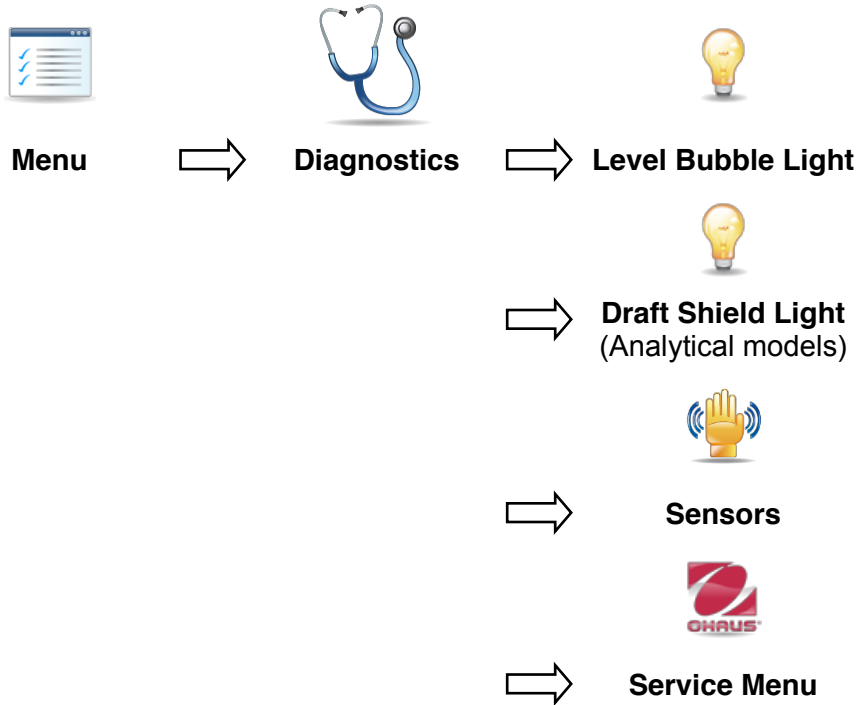 Menu
Diagnostics
Level Bubble Light
Draft Shield Light
(Analytical models)
Sensors
OHAUS
Service Menu